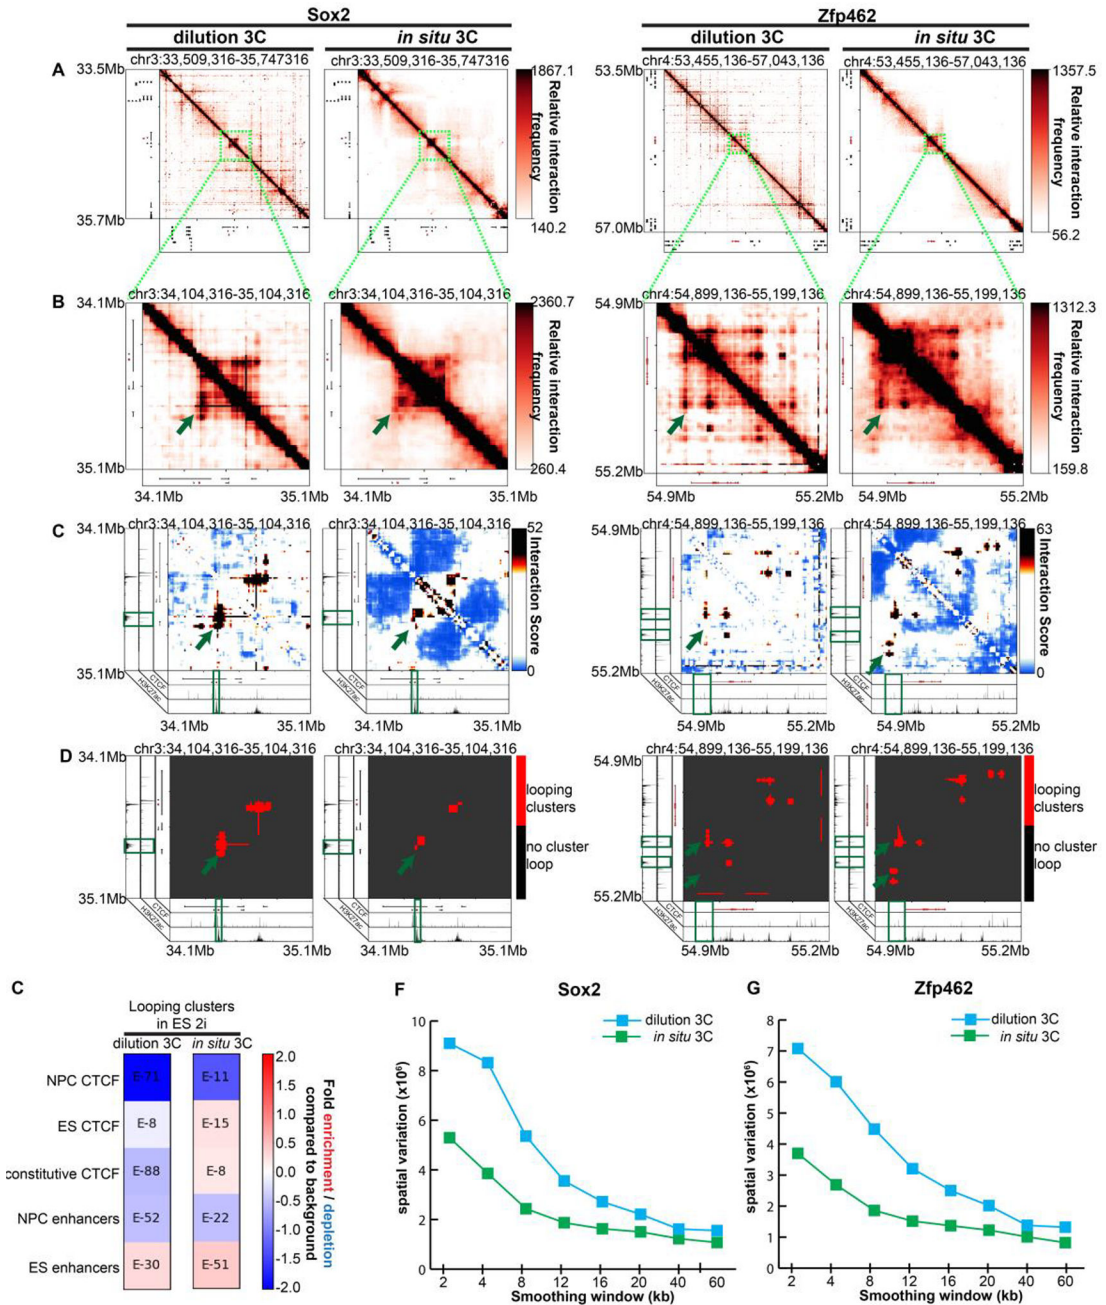 Sox2
Zfp462
dilution 3C
in situ 3C
dilution 3C
in situ 3C
A
33.5Mb
chr3:33,509,316-35,747316
chr3:33,509,316-35,747316
1867.1
53.5Mb
chr4:53,455,136-57,043,136
chr4:53,455,136-57,043,136
1357.5
Relative interaction
frequency
Relative interaction
frequency
35.7Mb
140.2
57.0Mb
56.2
B
34.1Mb
chr3:34,104,316-35,104,316
chr3:34,104,316-35,104,316
2360.7
54.9Mb
chr4:54,899,136-55,199,136
chr4:54,899,136-55,199,136
1312.3
Relative interaction
frequency
Relative interaction
frequency
35.1Mb
260.4
55.2Mb
159.8
34.1Mb
35.1Mb
34.1Mb
35.1Mb
54.9Mb
55.2Mb
54.9Mb
55.2Mb
C
34.1Mb
chr3:34,104,316-35,104,316
chr3:34,104,316-35,104,316
52
54.9Mb
chr4:54,899,136-55,199,136
chr4:54,899,136-55,199,136
63
Interaction Score
Interaction Score
35.1Mb
0
55.2Mb
0
CTCF
H3K27ac
CTCF
H3K27ac
CTCF
H3K27ac
CTCF
H3K27ac
34.1Mb
35.1Mb
34.1Mb
35.1Mb
54.9Mb
55.2Mb
54.9Mb
55.2Mb
D
34.1Mb
chr3:34,104,316-35,104,316
chr3:34,104,316-35,104,316
54.9Mb
chr4:54,899,136-55,199,136
chr4:54,899,136-55,199,136
looping
clusters
no cluster
loop
looping
clusters
no cluster
loop
35.1Mb
55.2Mb
CTCF
H3K27ac
CTCF
H3K27ac
CTCF
H3K27ac
CTCF
H3K27ac
34.1Mb
35.1Mb
34.1Mb
35.1Mb
54.9Mb
55.2Mb
54.9Mb
55.2Mb
C
Looping clusters
in ES 2i
dilution 3C
in situ 3C
NPC CTCF
E-71
E-11
ES CTCF
E-8
E-15
constitutive CTCF
E-88
E-8
NPC enhancers
E-52
E-22
ES enhancers
E-30
E-51
2.0
1.5
1.0
0.5
0.0
-0.5
-1.0
-1.5
-2.0
Fold enrichment / depletion
compared to background
F
Sox2
dilution 3C
in situ 3C
spatial variation (x10⁶)
10
8
6
4
2
0
2
4
8
12
16
20
40
60
Smoothing window (kb)
G
Zfp462
dilution 3C
in situ 3C
spatial variation (x10⁶)
8
7
6
5
4
3
2
1
0
2
4
8
12
16
20
40
60
Smoothing window (kb)